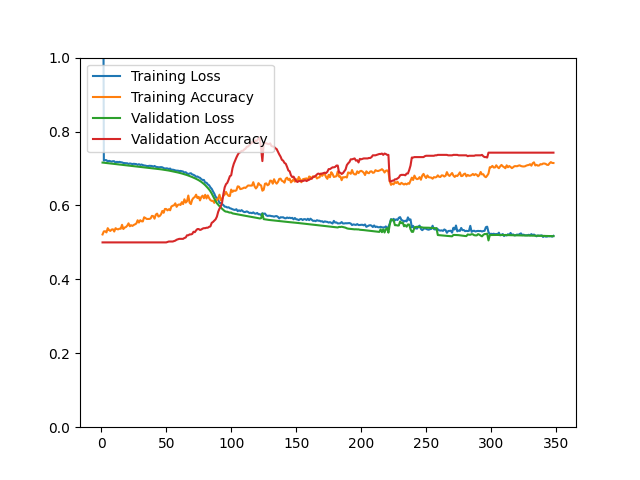 Training Loss
Training Accuracy
Validation Loss
Validation Accuracy
1.0
0.8
0.6
0.4
0.2
0.0
0 50 100 150 200 250 300 350